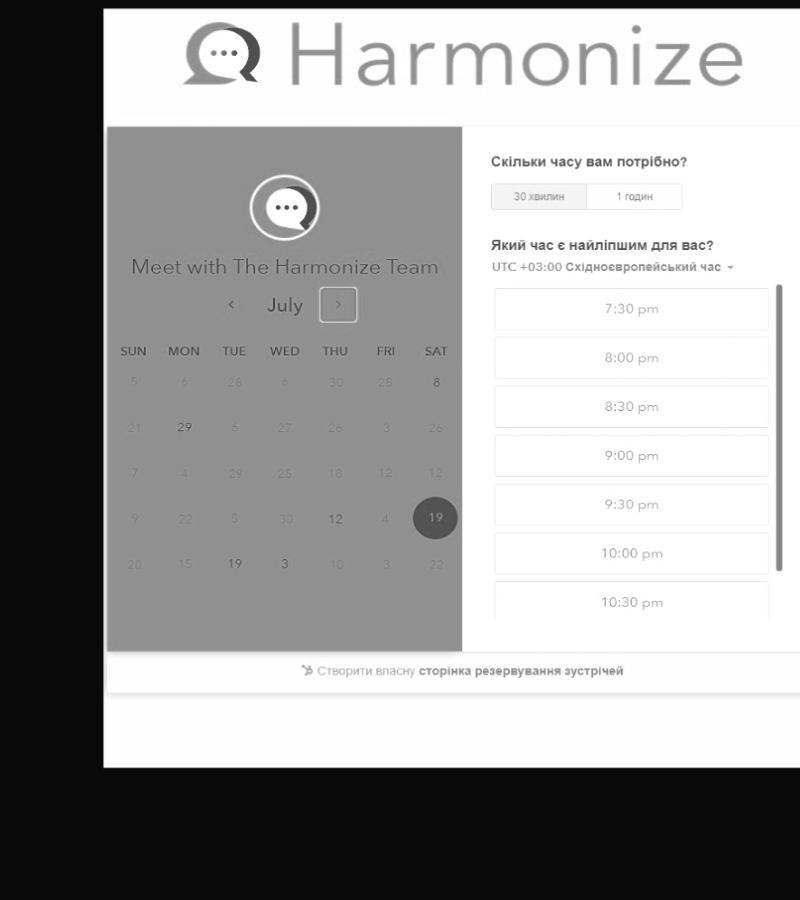 Harmonize
Meet with The Harmonize Team
July
SUN MON TUE WED THU FRI SAT
5 6 28 6 30 25 8
21 29 6 27 26 3 26
7 4 29 25 18 12 12
9 22 5 30 12 4 19
20 15 19 3 10 3 22
Скільки часу вам потрібно?
30 хвилин 1 годин
Який час є найліпшим для вас?
UTC +03:00 Східноєвропейський час
7:30 pm
8:00 pm
8:30 pm
9:00 pm
9:30 pm
10:00 pm
10:30 pm
Створити власну сторінка резервування зустрічей